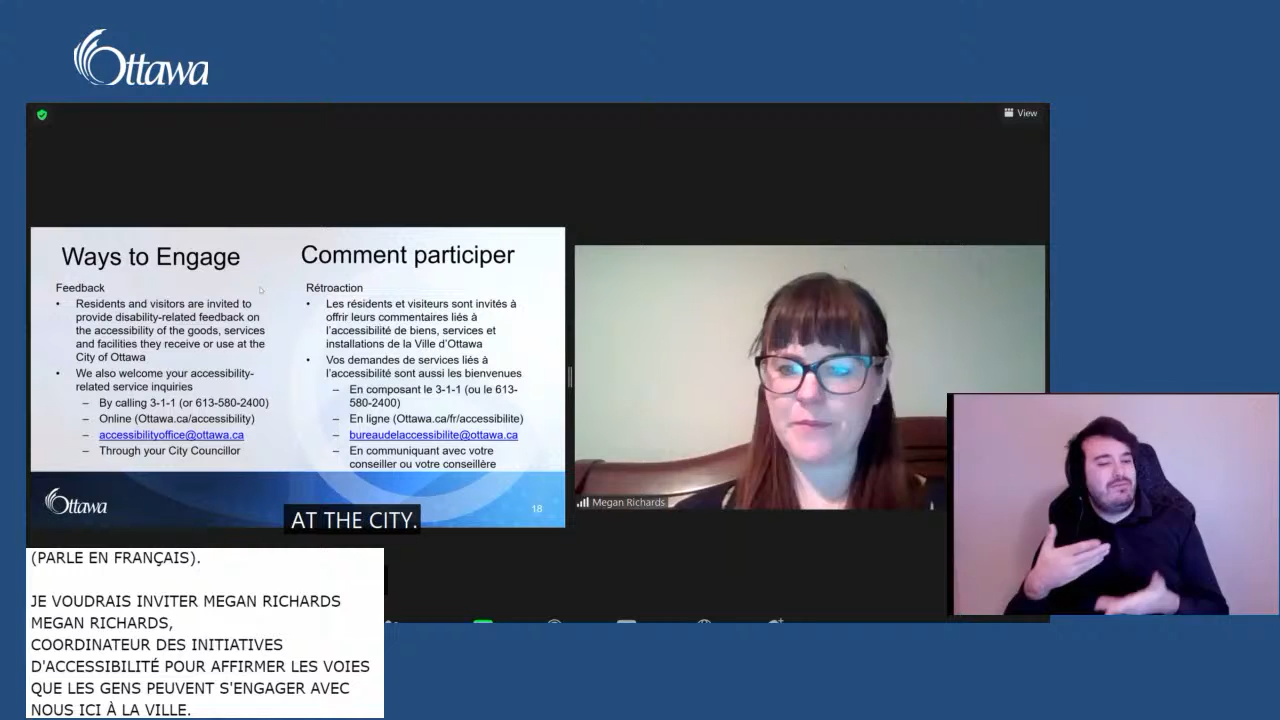 Ottawa
View
Ways to Engage
Feedback
• Residents and visitors are invited to
provide disability-related feedback on
the accessibility of the goods, services
and facilities they receive or use at the
City of Ottawa
• We also welcome your accessibility-
related service inquiries
– By calling 3-1-1 (or 613-580-2400)
– Online (Ottawa.ca/accessibility)
– accessibilityoffice@ottawa.ca
– Through your City Councillor
Comment participer
Rétroaction
• Les résidents et visiteurs sont invités à
offrir leurs commentaires liés à
l’accessibilité de biens, services et
installations de la Ville d’Ottawa
• Vos demandes de services liés à
l’accessibilité sont aussi les bienvenues
– En composant le 3-1-1 (ou le 613-
580-2400)
– En ligne (Ottawa.ca/fr/accessibilite)
– bureaudelaccessibilite@ottawa.ca
– En communiquant avec votre
conseiller ou votre conseillère
Ottawa
18
Megan Richards
AT THE CITY.
(PARLE EN FRANÇAIS).
JE VOUDRAIS INVITER MEGAN RICHARDS
MEGAN RICHARDS,
COORDINATEUR DES INITIATIVES
D'ACCESSIBILITÉ POUR AFFIRMER LES VOIES
QUE LES GENS PEUVENT S'ENGAGER AVEC
NOUS ICI À LA VILLE.